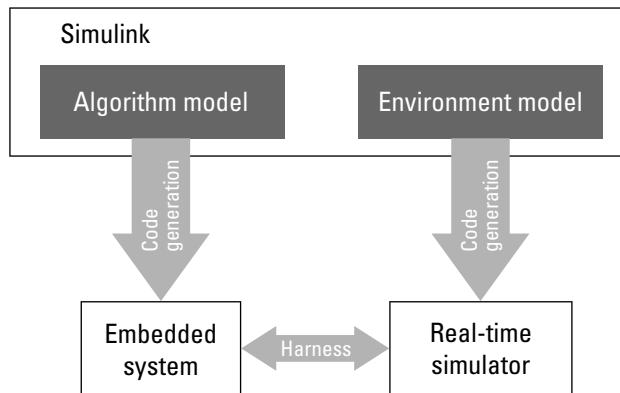 Simulink
Algorithm model
Environment model
Code
generation
Code
generation
Embedded
system
Harness
Real-time
simulator